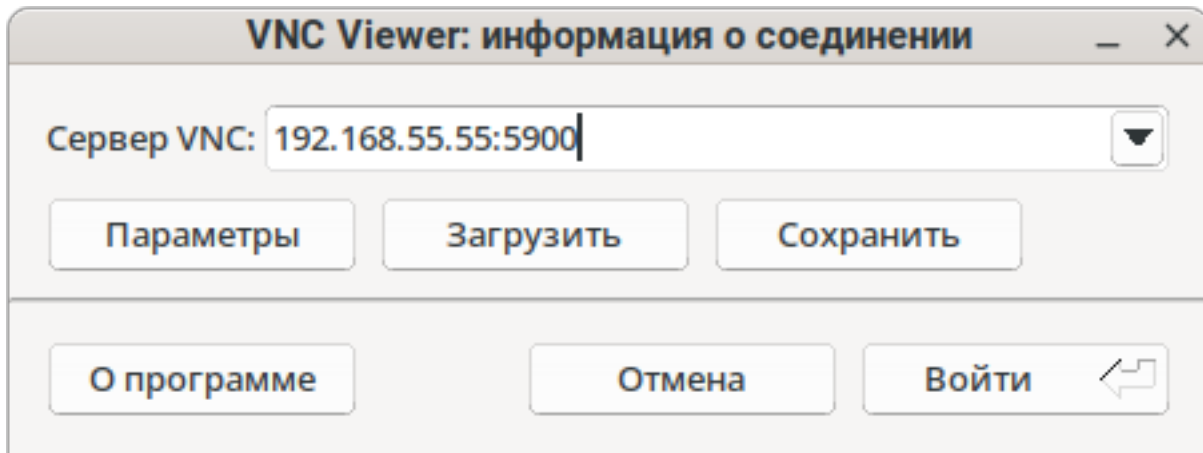 VNC Viewer: информация о соединении
Сервер VNC: 192.168.55.55:5900
Параметры Загрузить Сохранить
О программе Отмена Войти